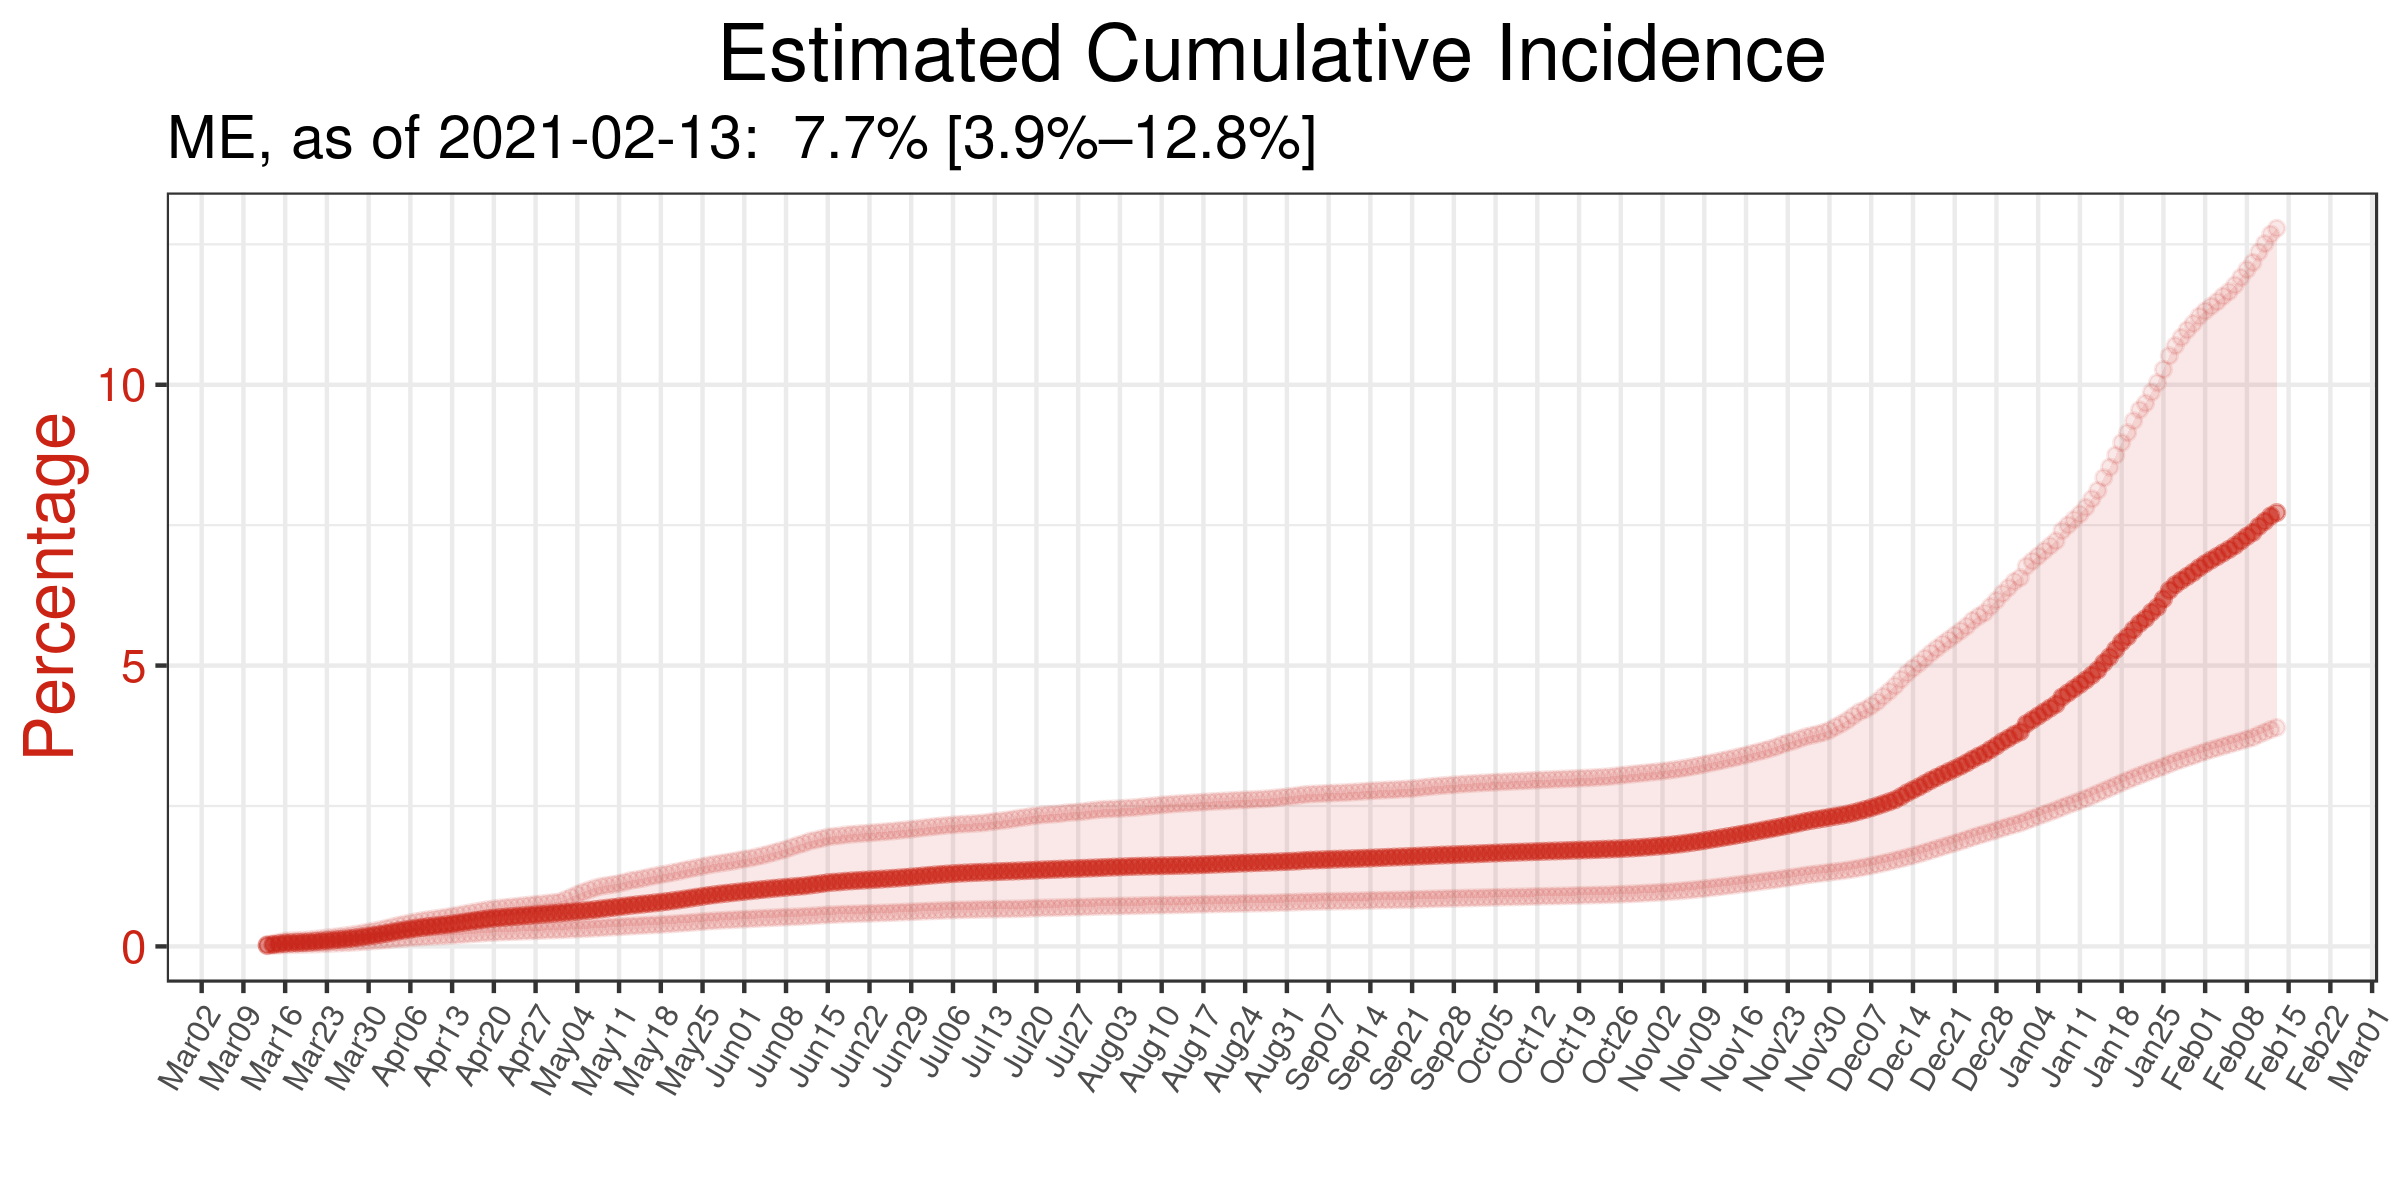 Estimated Cumulative Incidence
ME, as of 2021-02-13:  7.7% [3.9%–12.8%]
Percentage
10
5
0
Mar02
Mar09
Mar16
Mar23
Mar30
Apr06
Apr13
Apr20
Apr27
May04
May11
May18
May25
Jun01
Jun08
Jun15
Jun22
Jun29
Jul06
Jul13
Jul20
Jul27
Aug03
Aug10
Aug17
Aug24
Aug31
Sep07
Sep14
Sep21
Sep28
Oct05
Oct12
Oct19
Oct26
Nov02
Nov09
Nov16
Nov23
Nov30
Dec07
Dec14
Dec21
Dec28
Jan04
Jan11
Jan18
Jan25
Feb01
Feb08
Feb15
Feb22
Mar01